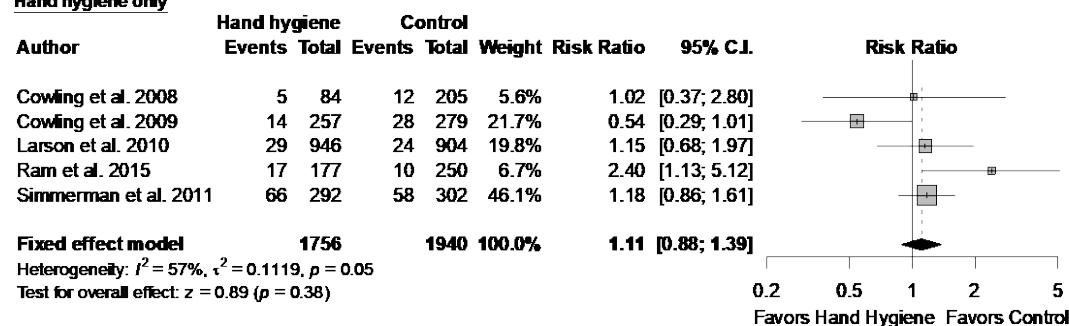 Hand hygiene only
Hand hygiene Control
Author Events Total Events Total Weight Risk Ratio 95% C.I. Risk Ratio
Cowling et al. 2008 5 84 12 205 5.6% 1.02 [0.37; 2.80]
Cowling et al. 2009 14 257 28 279 21.7% 0.54 [0.29; 1.01]
Larson et al. 2010 29 946 24 904 19.8% 1.15 [0.68; 1.97]
Ram et al. 2015 17 177 10 250 6.7% 2.40 [1.13; 5.12]
Simmerman et al. 2011 66 292 58 302 46.1% 1.18 [0.86; 1.61]
Fixed effect model 1756 1940 100.0% 1.11 [0.88; 1.39]
Heterogeneity: I² = 57%, τ² = 0.1119, p = 0.05
Test for overall effect: z = 0.89 (p = 0.38)
0.2 0.5 1 2 5
Favors Hand Hygiene Favors Control